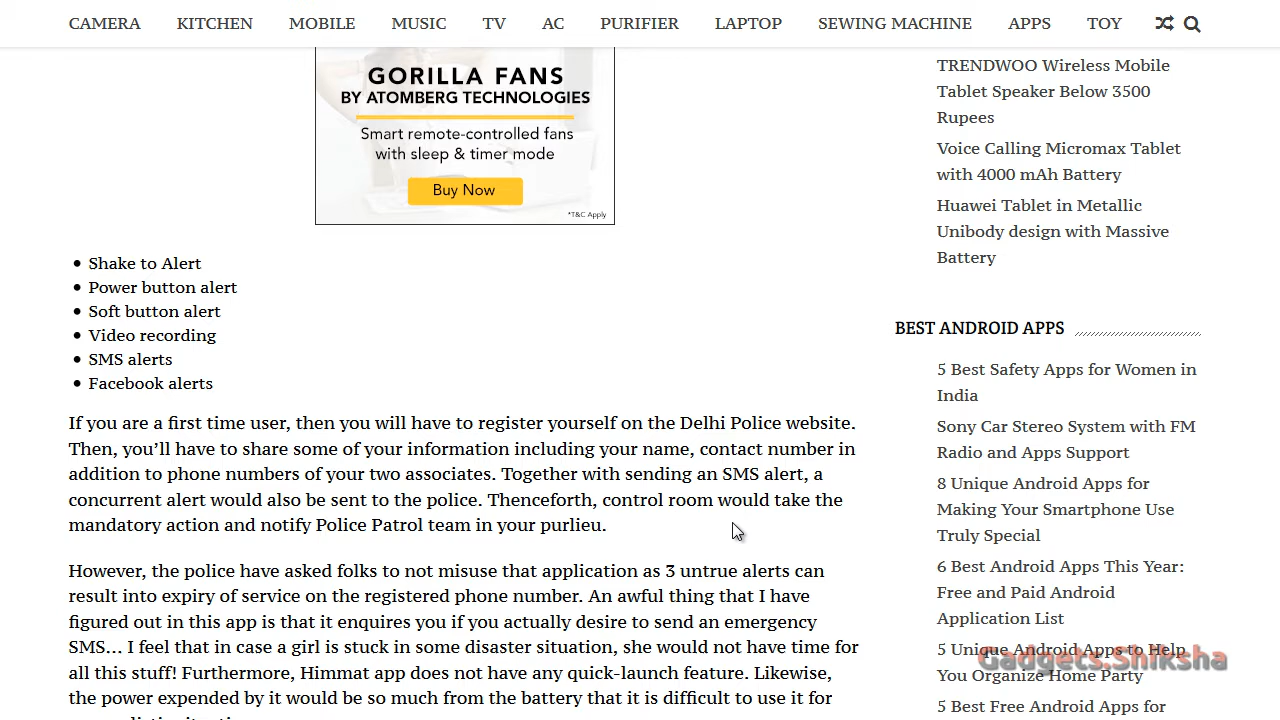 CAMERA KITCHEN MOBILE MUSIC TV AC PURIFIER LAPTOP SEWING MACHINE APPS TOY
GORILLA FANS
BY ATOMBERG TECHNOLOGIES
Smart remote-controlled fans
with sleep & timer mode
Buy Now
*T&C Apply
• Shake to Alert
• Power button alert
• Soft button alert
• Video recording
• SMS alerts
• Facebook alerts
If you are a first time user, then you will have to register yourself on the Delhi Police website.
Then, you’ll have to share some of your information including your name, contact number in
addition to phone numbers of your two associates. Together with sending an SMS alert, a
concurrent alert would also be sent to the police. Thenceforth, control room would take the
mandatory action and notify Police Patrol team in your purlieu.
However, the police have asked folks to not misuse that application as 3 untrue alerts can
result into expiry of service on the registered phone number. An awful thing that I have
figured out in this app is that it enquires you if you actually desire to send an emergency
SMS… I feel that in case a girl is stuck in some disaster situation, she would not have time for
all this stuff! Furthermore, Himmat app does not have any quick-launch feature. Likewise,
the power expended by it would be so much from the battery that it is difficult to use it for
TRENDWOO Wireless Mobile
Tablet Speaker Below 3500
Rupees
Voice Calling Micromax Tablet
with 4000 mAh Battery
Huawei Tablet in Metallic
Unibody design with Massive
Battery
BEST ANDROID APPS
5 Best Safety Apps for Women in
India
Sony Car Stereo System with FM
Radio and Apps Support
8 Unique Android Apps for
Making Your Smartphone Use
Truly Special
6 Best Android Apps This Year:
Free and Paid Android
Application List
5 Unique Android Apps to Help
You Organize Home Party
5 Best Free Android Apps for
Gadgets.Shiksha